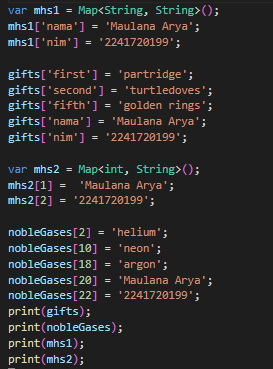 var mhs1 = Map<String, String>();
mhs1['nama'] = 'Maulana Arya';
mhs1['nim'] = '2241720199';
gifts['first'] = 'partridge';
gifts['second'] = 'turtledoves';
gifts['fifth'] = 'golden rings';
gifts['nama'] = 'Maulana Arya';
gifts['nim'] = '2241720199';
var mhs2 = Map<int, String>();
mhs2[1] =  'Maulana Arya';
mhs2[2] = '2241720199';
nobleGases[2] = 'helium';
nobleGases[10] = 'neon';
nobleGases[18] = 'argon';
nobleGases[20] = 'Maulana Arya';
nobleGases[22] = '2241720199';
print(gifts);
print(nobleGases);
print(mhs1);
print(mhs2);